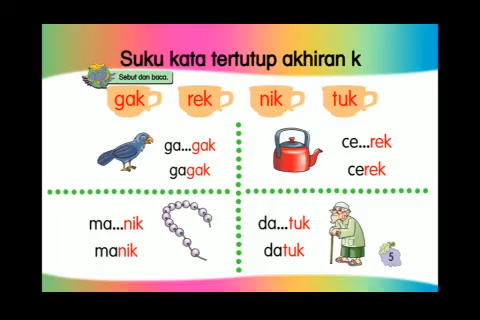 Suku kata tertutup akhiran k
Sebut dan baca.
gak rek nik tuk
ga...gak
gagak
ce...rek
cerek
ma...nik
manik
da...tuk
datuk
5